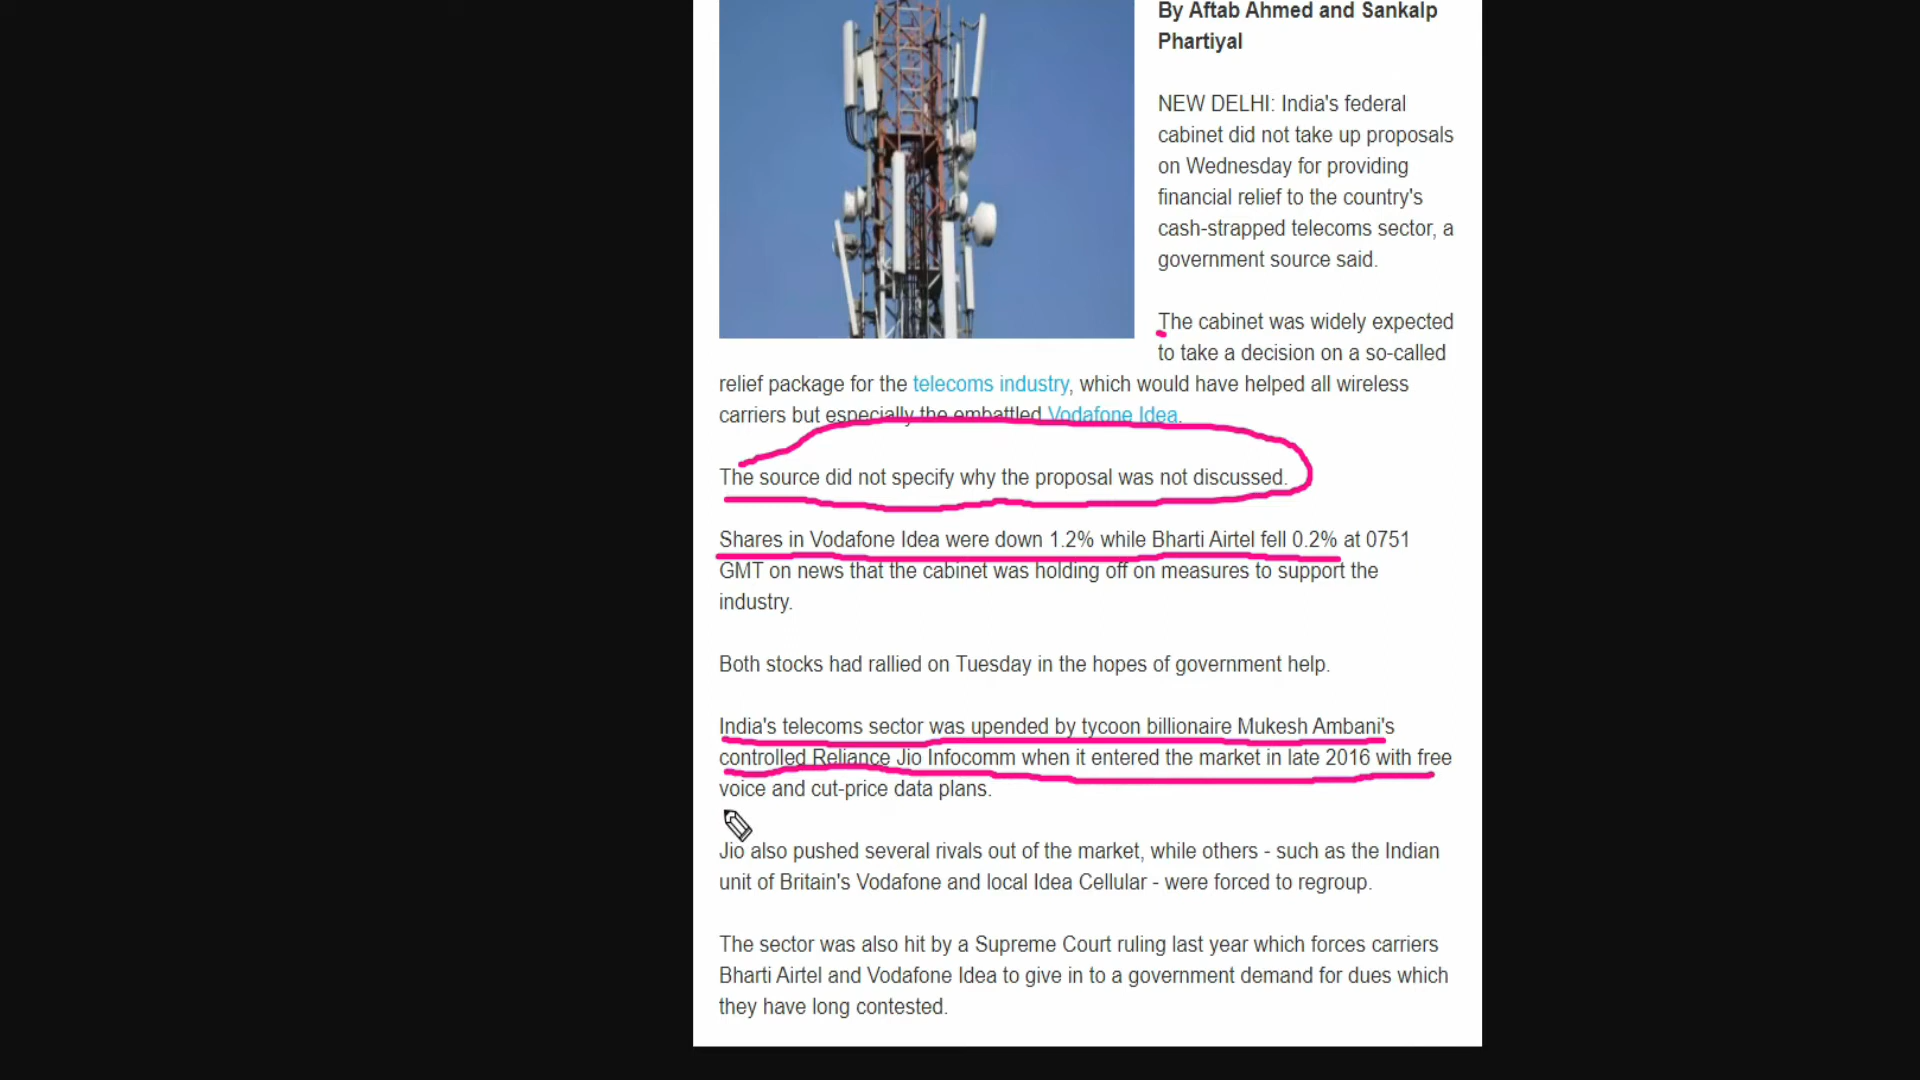 By Aftab Ahmed and Sankalp
Phartiyal
NEW DELHI: India's federal
cabinet did not take up proposals
on Wednesday for providing
financial relief to the country's
cash-strapped telecoms sector, a
government source said.
The cabinet was widely expected
to take a decision on a so-called
relief package for the telecoms industry, which would have helped all wireless
carriers but especially the embattled Vodafone Idea.
The source did not specify why the proposal was not discussed.
Shares in Vodafone Idea were down 1.2% while Bharti Airtel fell 0.2% at 0751
GMT on news that the cabinet was holding off on measures to support the
industry.
Both stocks had rallied on Tuesday in the hopes of government help.
India's telecoms sector was upended by tycoon billionaire Mukesh Ambani's
controlled Reliance Jio Infocomm when it entered the market in late 2016 with free
voice and cut-price data plans.
Jio also pushed several rivals out of the market, while others - such as the Indian
unit of Britain's Vodafone and local Idea Cellular - were forced to regroup.
The sector was also hit by a Supreme Court ruling last year which forces carriers
Bharti Airtel and Vodafone Idea to give in to a government demand for dues which
they have long contested.